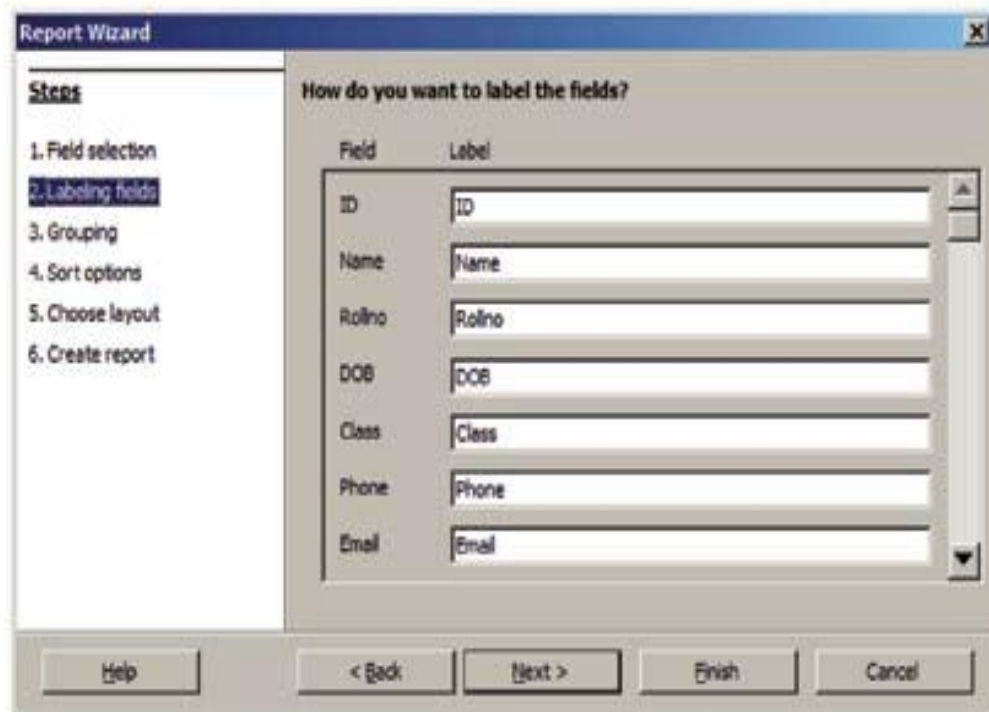 Report Wizard
Steps
1. Field selection
2. Labeling fields
3. Grouping
4. Sort options
5. Choose layout
6. Create report
How do you want to label the fields?
Field Label
ID ID
Name Name
Rollno Rollno
DOB DOB
Class Class
Phone Phone
Email Email
Help < Back Next > Finish Cancel